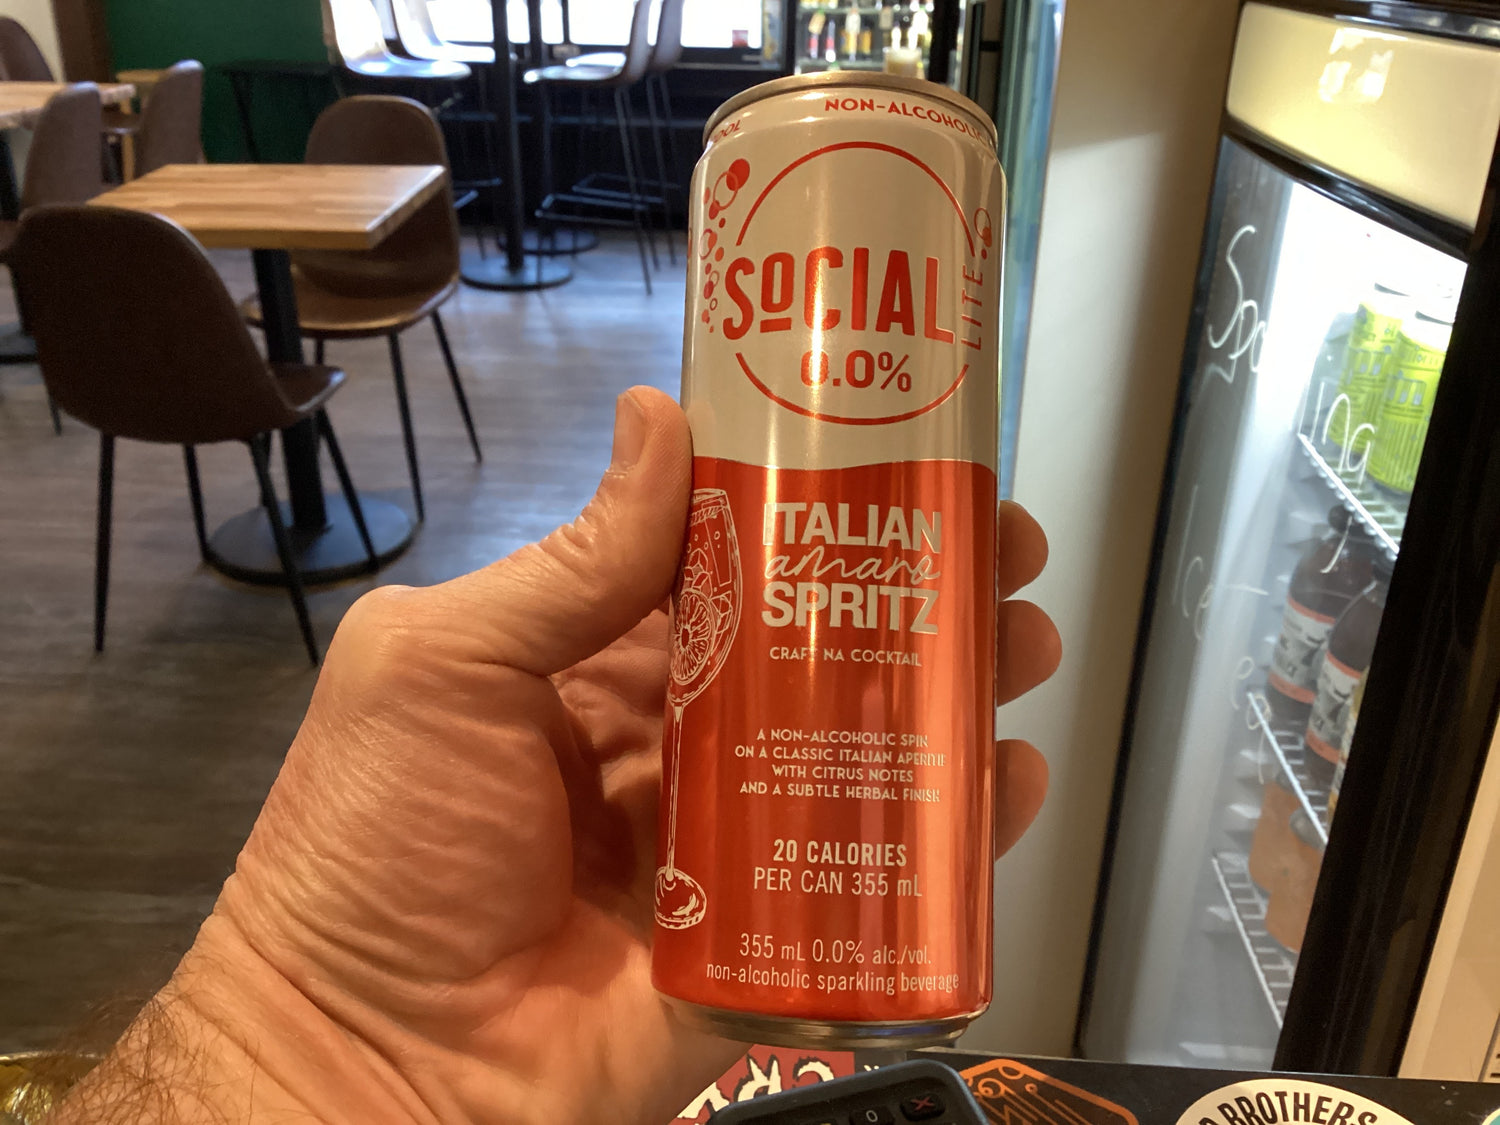 NON-ALCOHOLIC
SOCIAL
LITE
0.0%
ITALIAN
amaro
SPRITZ
CRAFT NA COCKTAIL
A NON-ALCOHOLIC SPIN
ON A CLASSIC ITALIAN APERITIF
WITH CITRUS NOTES
AND A SUBTLE HERBAL FINISH
20 CALORIES
PER CAN 355 mL
355 mL 0.0% alc./vol.
non-alcoholic sparkling beverage
0
BROTHERS